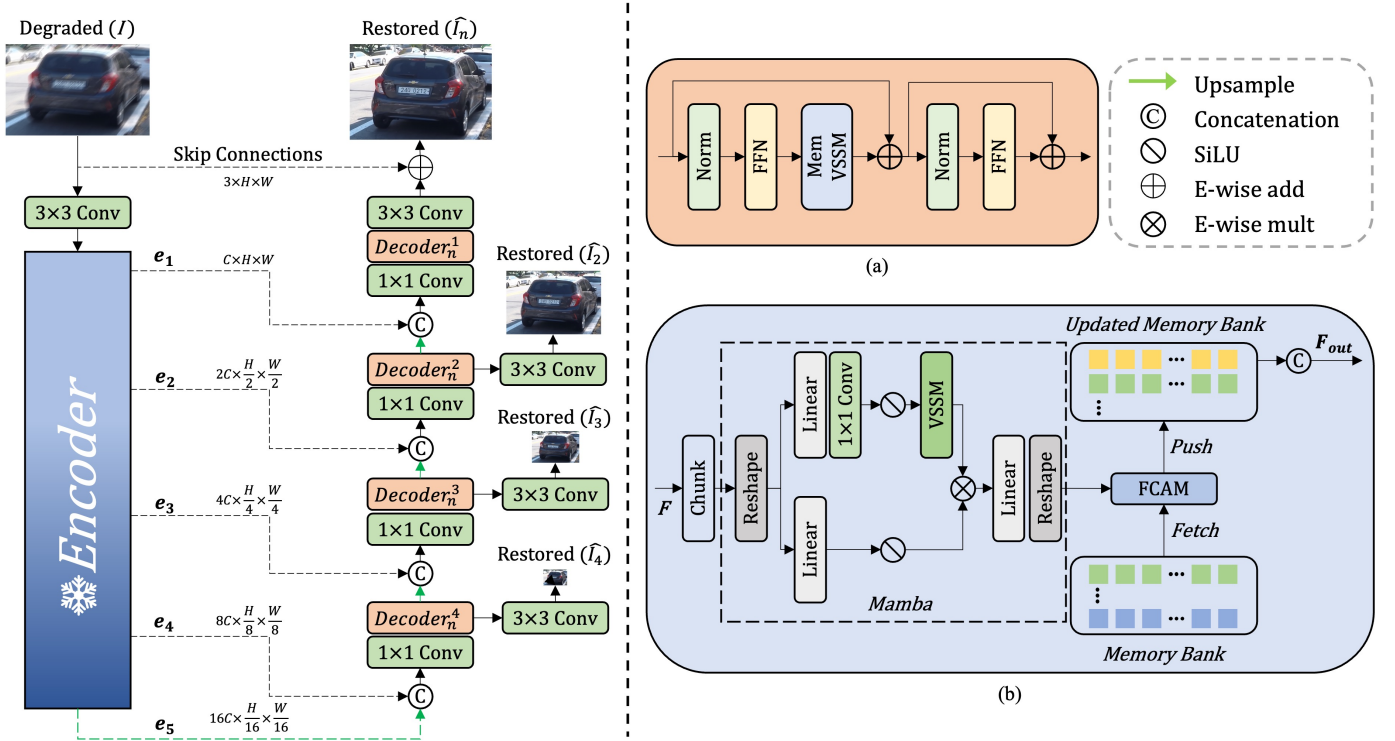 Degraded (I)
Restored (Î_n)
Skip Connections
3×H×W
3×3 Conv
3×3 Conv
Decoder_n^1
1×1 Conv
e_1
C×H×W
C
Restored (Î_2)
Decoder_n^2
3×3 Conv
1×1 Conv
e_2
2C×H/2×W/2
C
Restored (Î_3)
Decoder_n^3
3×3 Conv
1×1 Conv
e_3
4C×H/4×W/4
C
Restored (Î_4)
Decoder_n^4
3×3 Conv
1×1 Conv
e_4
8C×H/8×W/8
C
e_5
16C×H/16×W/16
Encoder
Norm
FFN
Mem
VSSM
Norm
FFN
(a)
Upsample
C
Concatenation
SiLU
E-wise add
E-wise mult
F
Chunk
Reshape
Linear
1×1 Conv
VSSM
Linear
Linear
Reshape
Mamba
Updated Memory Bank
C
F_out
Push
FCAM
Fetch
Memory Bank
(b)